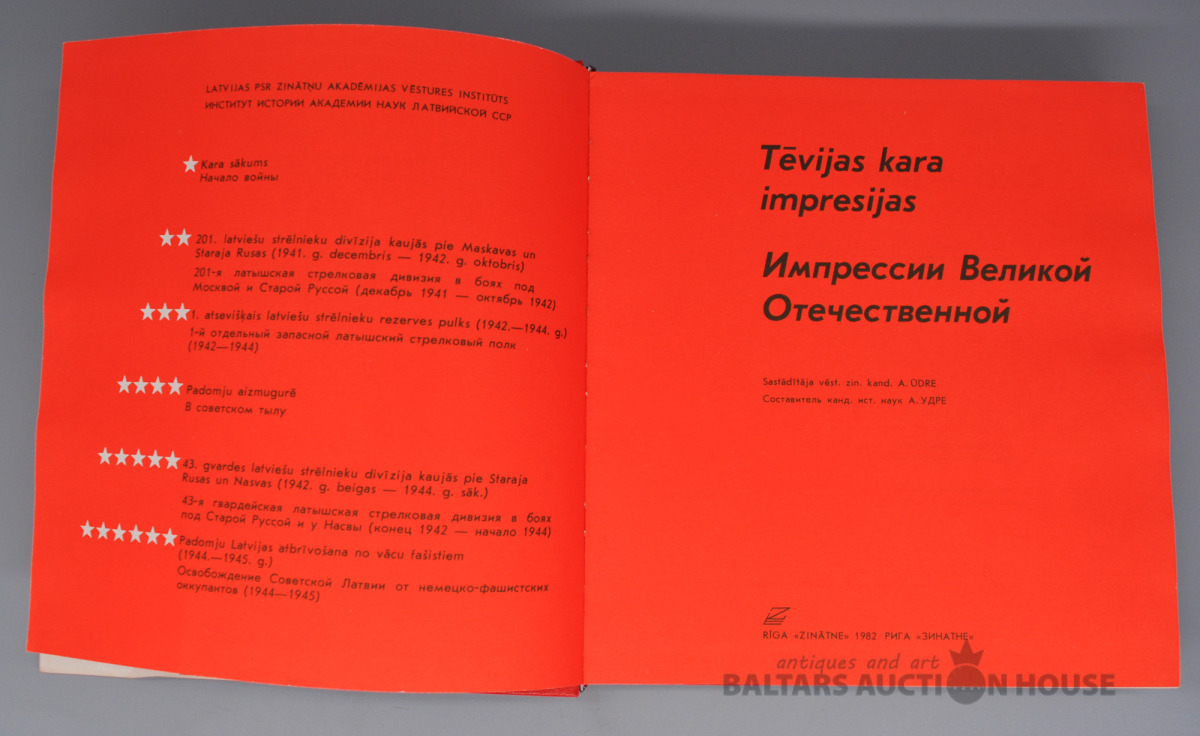 LATVIJAS PSR ZINĀTŅU AKADĒMIJAS VĒSTURES INSTITŪTS
ИНСТИТУТ ИСТОРИИ АКАДЕМИИ НАУК ЛАТВИЙСКОЙ ССР
Kara sākums
Начало войны
201. latviešu strēlnieku divīzija kaujās pie Maskavas un
Staraja Rusas (1941. g. decembris — 1942. g. oktobris)
201-я латышская стрелковая дивизия в боях под
Москвой и Старой Руссой (декабрь 1941 — октябрь 1942)
1. atsevišķais latviešu strēlnieku rezerves pulks (1942.—1944. g.)
1-й отдельный запасной латышский стрелковый полк
(1942—1944)
Padomju aizmugurē
В советском тылу
43. gvardes latviešu strēlnieku divīzija kaujās pie Staraja
Rusas un Nasvas (1942. g. beigas — 1944. g. sāk.)
43-я гвардейская латышская стрелковая дивизия в боях
под Старой Руссой и у Насвы (конец 1942 — начало 1944)
Padomju Latvijas atbrīvošana no vācu fašistiem
(1944.—1945. g.)
Освобождение Советской Латвии от немецко-фашистских
оккупантов (1944—1945)
Tēvijas kara
impresijas
Импрессии Великой
Отечественной
Sastādītāja vēst. zin. kand. A. ŪDRE
Составитель канд. ист. наук А. УДРЕ
RĪGA «ZINĀTNE» 1982 РИГА «ЗИНАТНЕ»
antiques and art
BALTARS AUCTION HOUSE